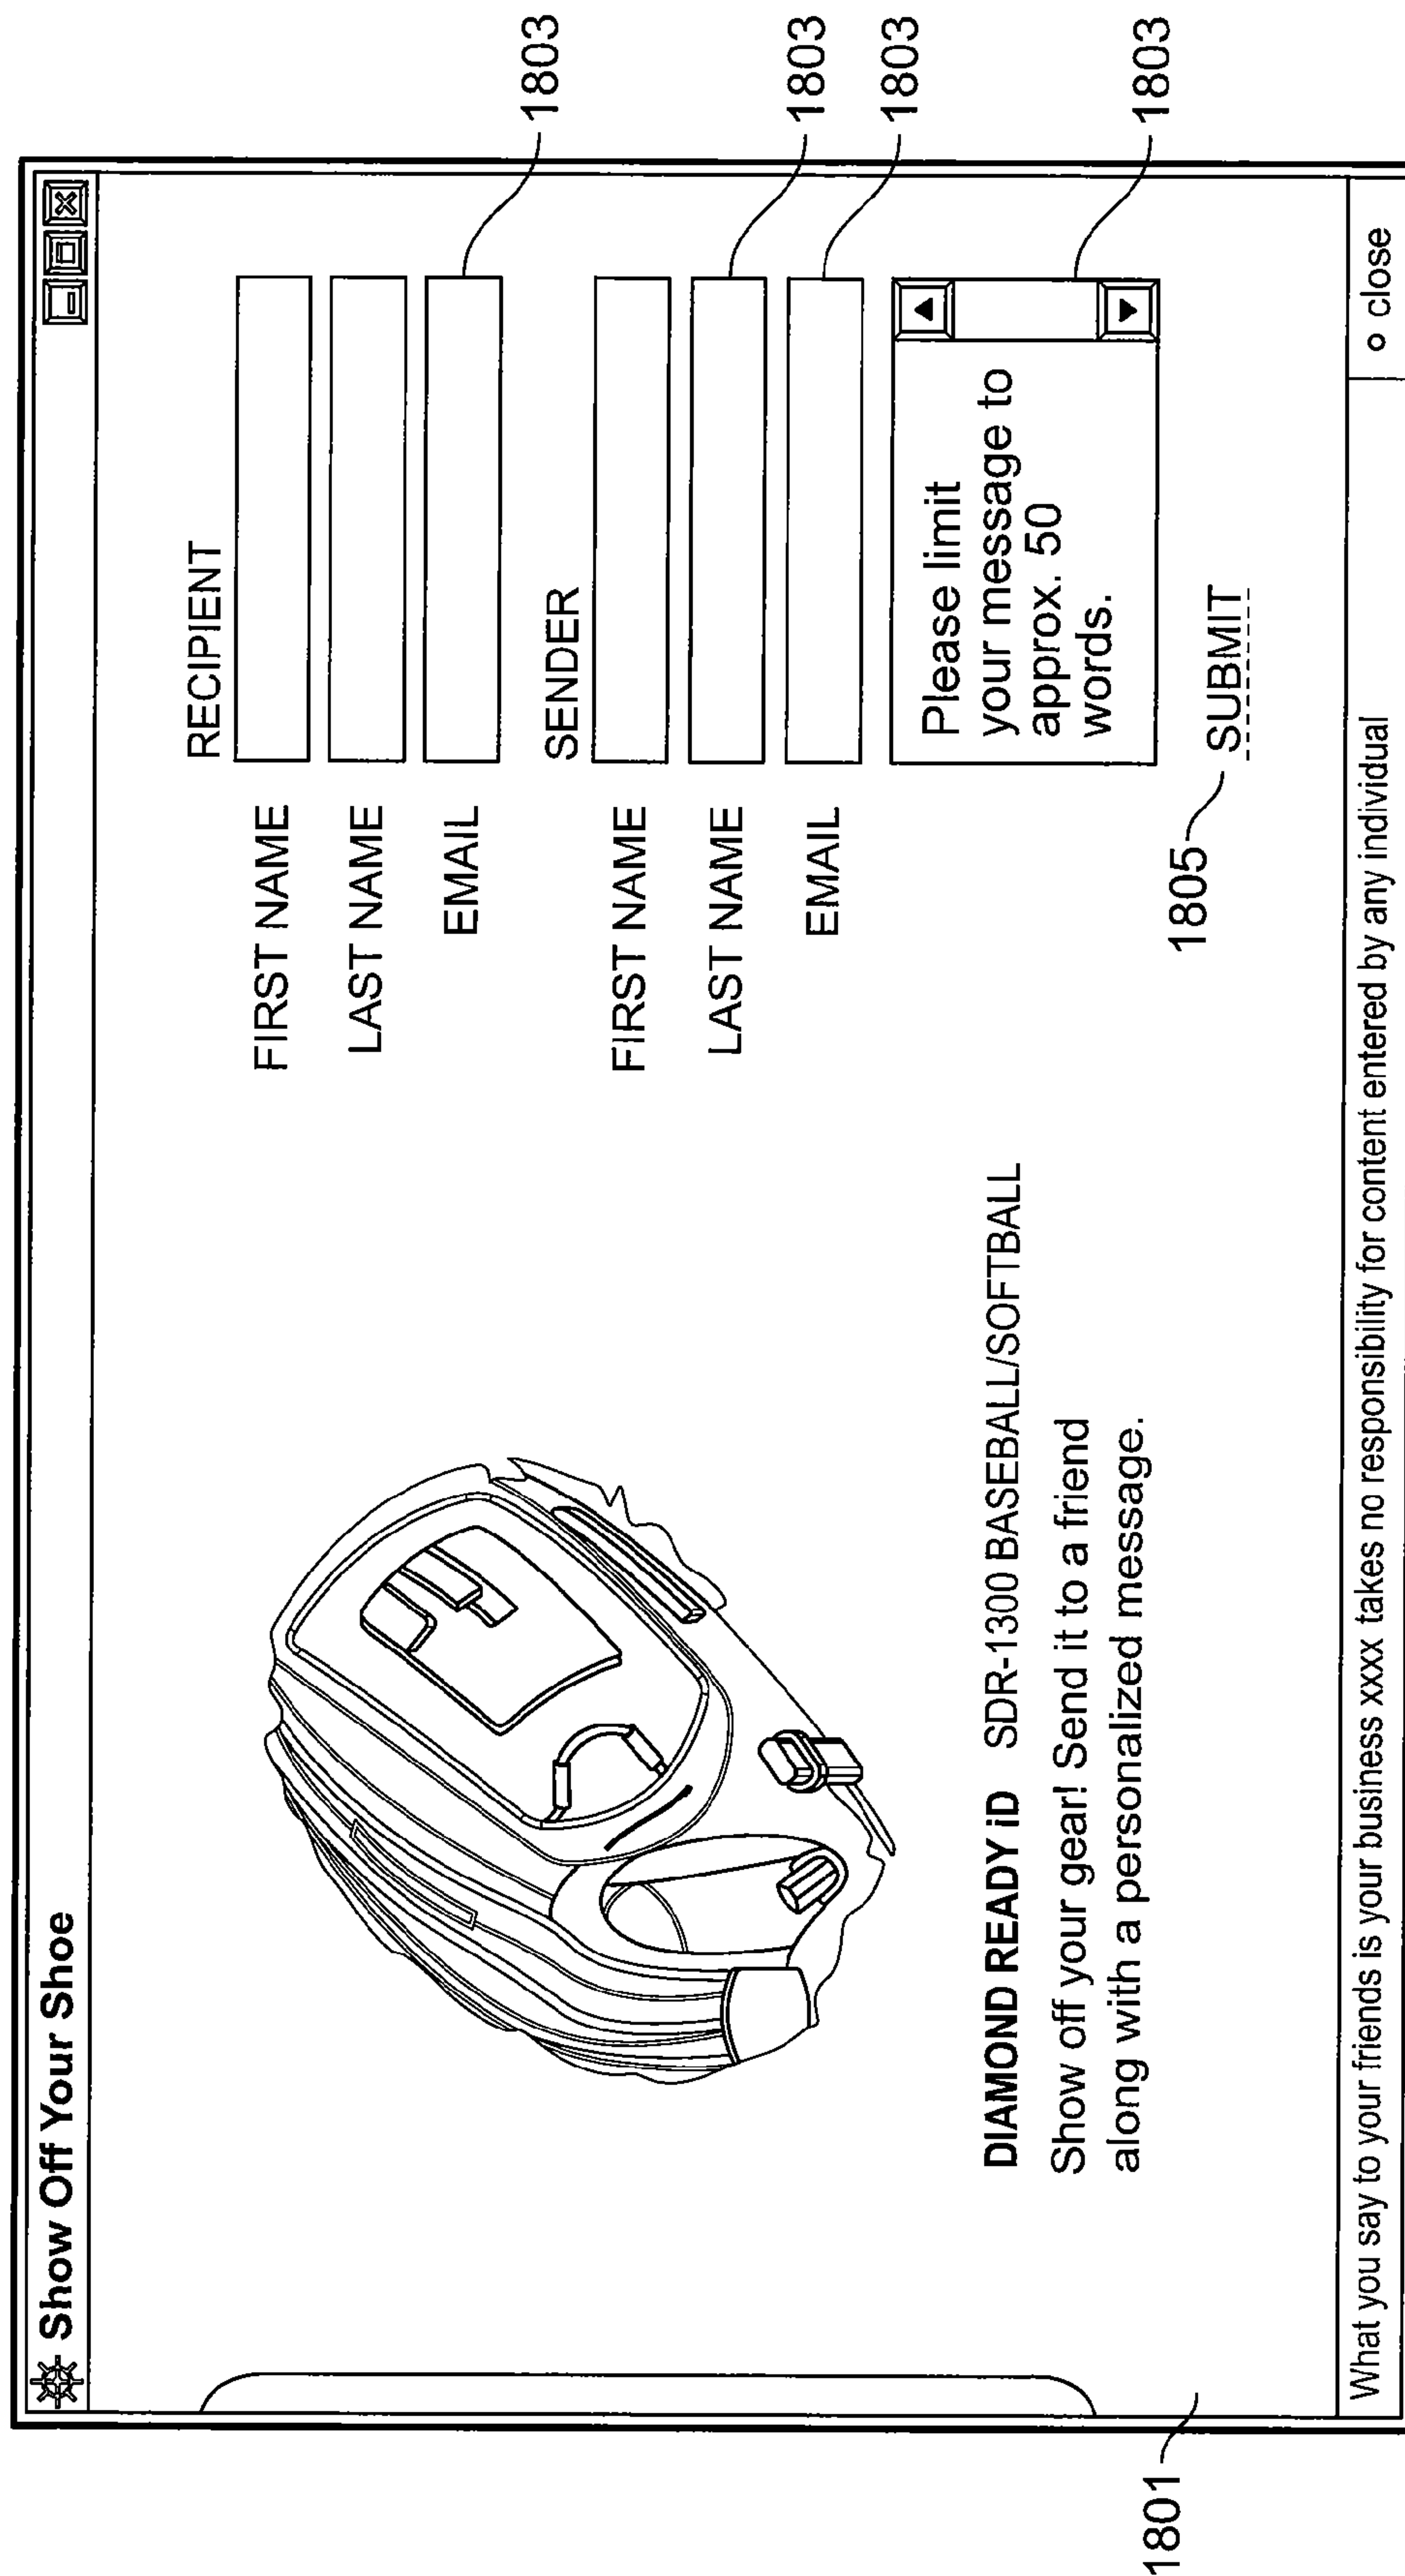 Show Off Your Shoe
RECIPIENT
FIRST NAME
LAST NAME
EMAIL
1803
SENDER
FIRST NAME
LAST NAME
1803
EMAIL
1803
Please limit
your message to
approx. 50
words.
1803
1805
SUBMIT
DIAMOND READY iD SDR-1300 BASEBALL/SOFTBALL
Show off your gear! Send it to a friend
along with a personalized message.
1801
What you say to your friends is your business xxxx takes no responsibility for content entered by any individual
close